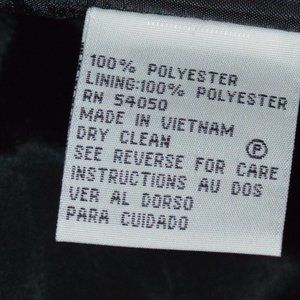 100% POLYESTER
LINING:100% POLYESTER
RN 54050
MADE IN VIETNAM
DRY CLEAN Ⓟ
SEE REVERSE FOR CARE
INSTRUCTIONS AU DOS
VER AL DORSO
PARA CUIDADO